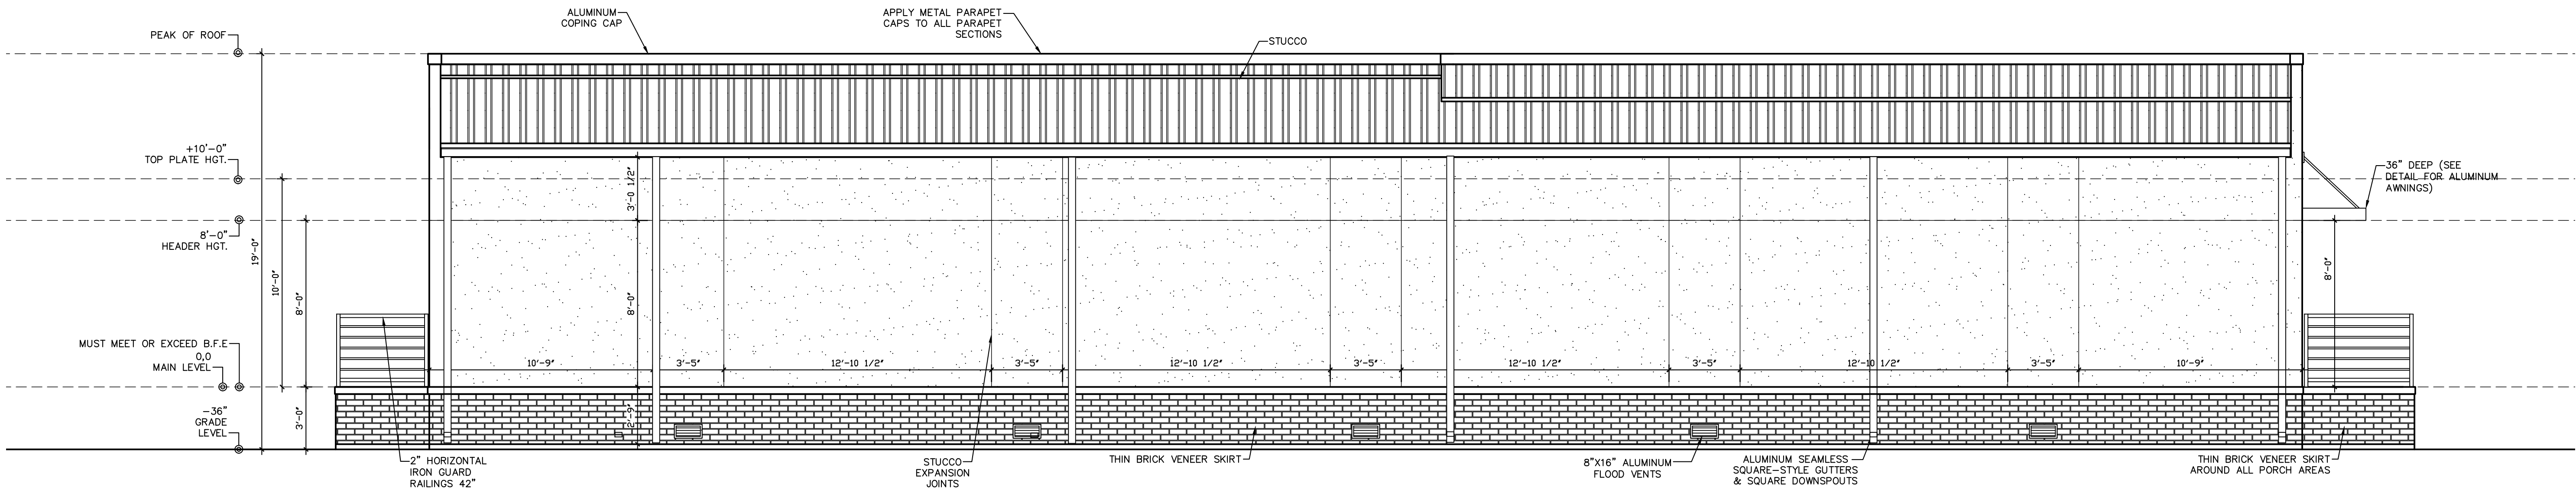 ALUMINUM
COPING CAP
APPLY METAL PARAPET
CAPS TO ALL PARAPET
SECTIONS
STUCCO
PEAK OF ROOF
+10'-0"
TOP PLATE HGT.
8'-0"
HEADER HGT.
19'-0"
10'-0"
8'-0"
3'-0 1/2"
8'-0"
36" DEEP (SEE
DETAIL FOR ALUMINUM
AWNINGS)
8'-0"
MUST MEET OR EXCEED B.F.E
0,0
MAIN LEVEL
10'-9"
3'-5"
12'-10 1/2"
3'-5"
12'-10 1/2"
3'-5"
12'-10 1/2"
3'-5"
12'-10 1/2"
3'-5"
10'-9"
-36"
GRADE
LEVEL
3'-0"
2'-9"
2" HORIZONTAL
IRON GUARD
RAILINGS 42"
STUCCO
EXPANSION
JOINTS
THIN BRICK VENEER SKIRT
8"X16" ALUMINUM
FLOOD VENTS
ALUMINUM SEAMLESS
SQUARE-STYLE GUTTERS
& SQUARE DOWNSPOUTS
THIN BRICK VENEER SKIRT
AROUND ALL PORCH AREAS